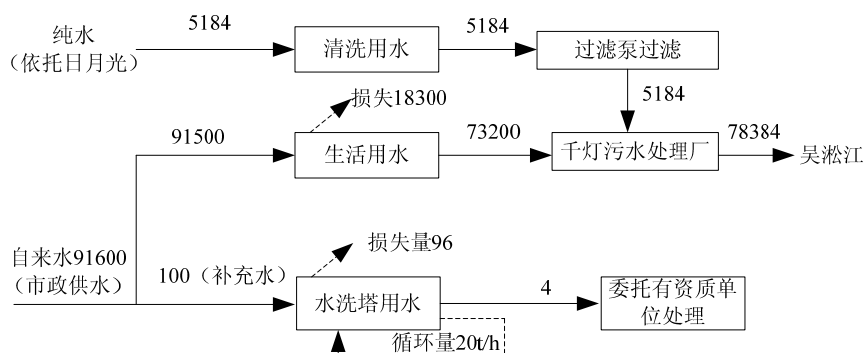 纯水
（依托日月光）
5184
清洗用水
5184
过滤泵过滤
5184
损失18300
91500
生活用水
73200
千灯污水处理厂
78384
吴淞江
自来水91600
（市政供水）
100（补充水）
损失量96
水洗塔用水
4
委托有资质单
位处理
循环量20t/h